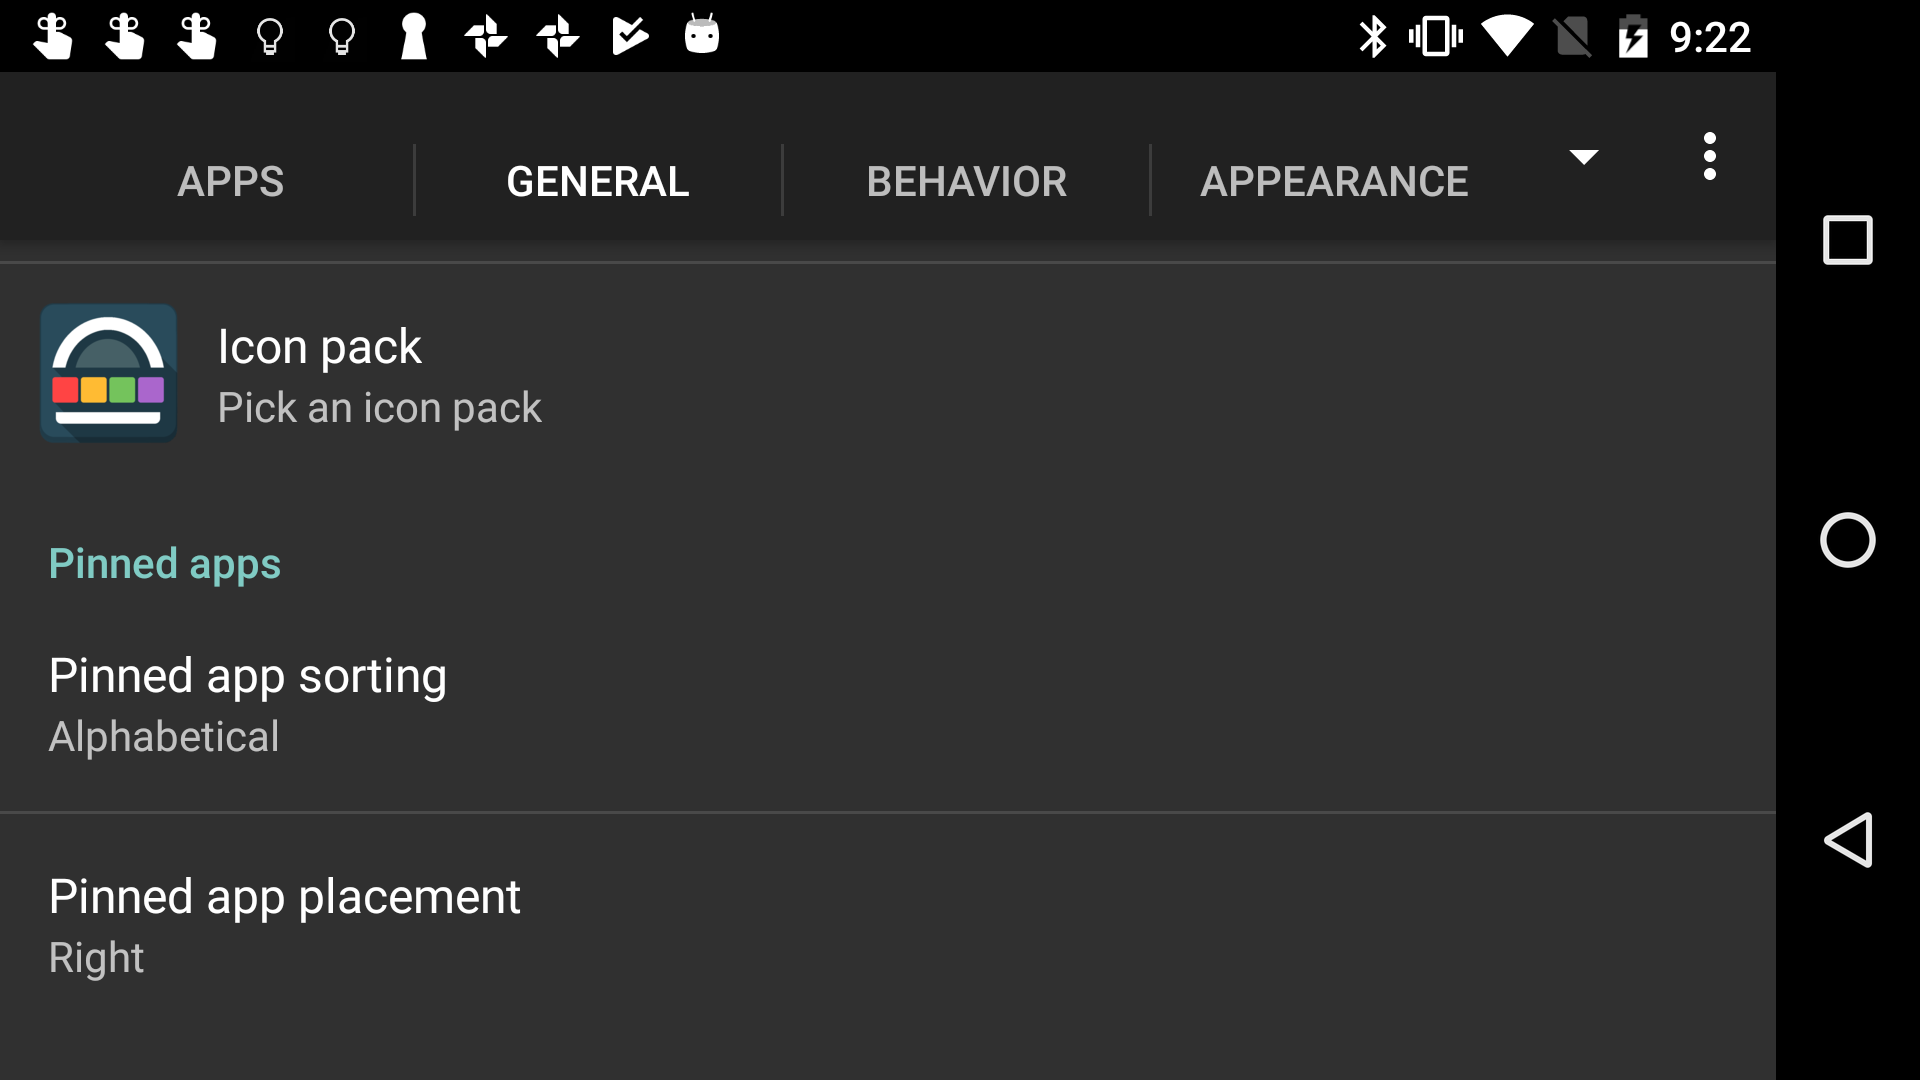 9:22
APPS
GENERAL
BEHAVIOR
APPEARANCE
Icon pack
Pick an icon pack
Pinned apps
Pinned app sorting
Alphabetical
Pinned app placement
Right